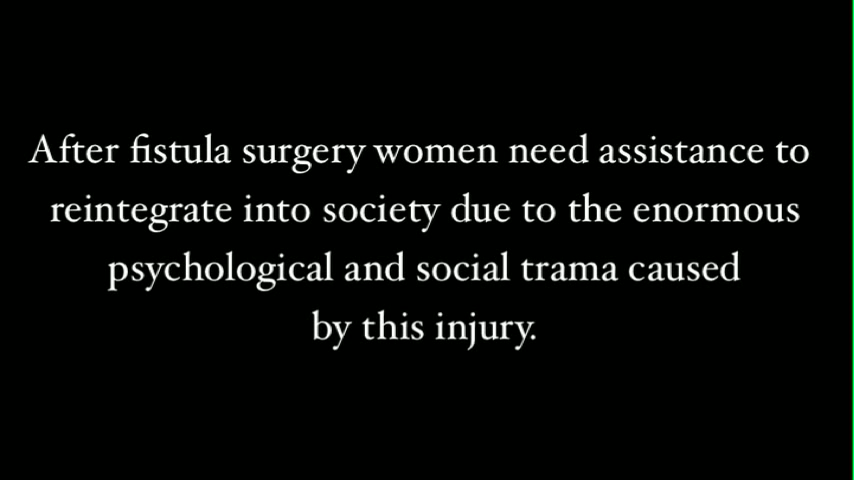 After fistula surgery women need assistance to
reintegrate into society due to the enormous
psychological and social trama caused
by this injury.